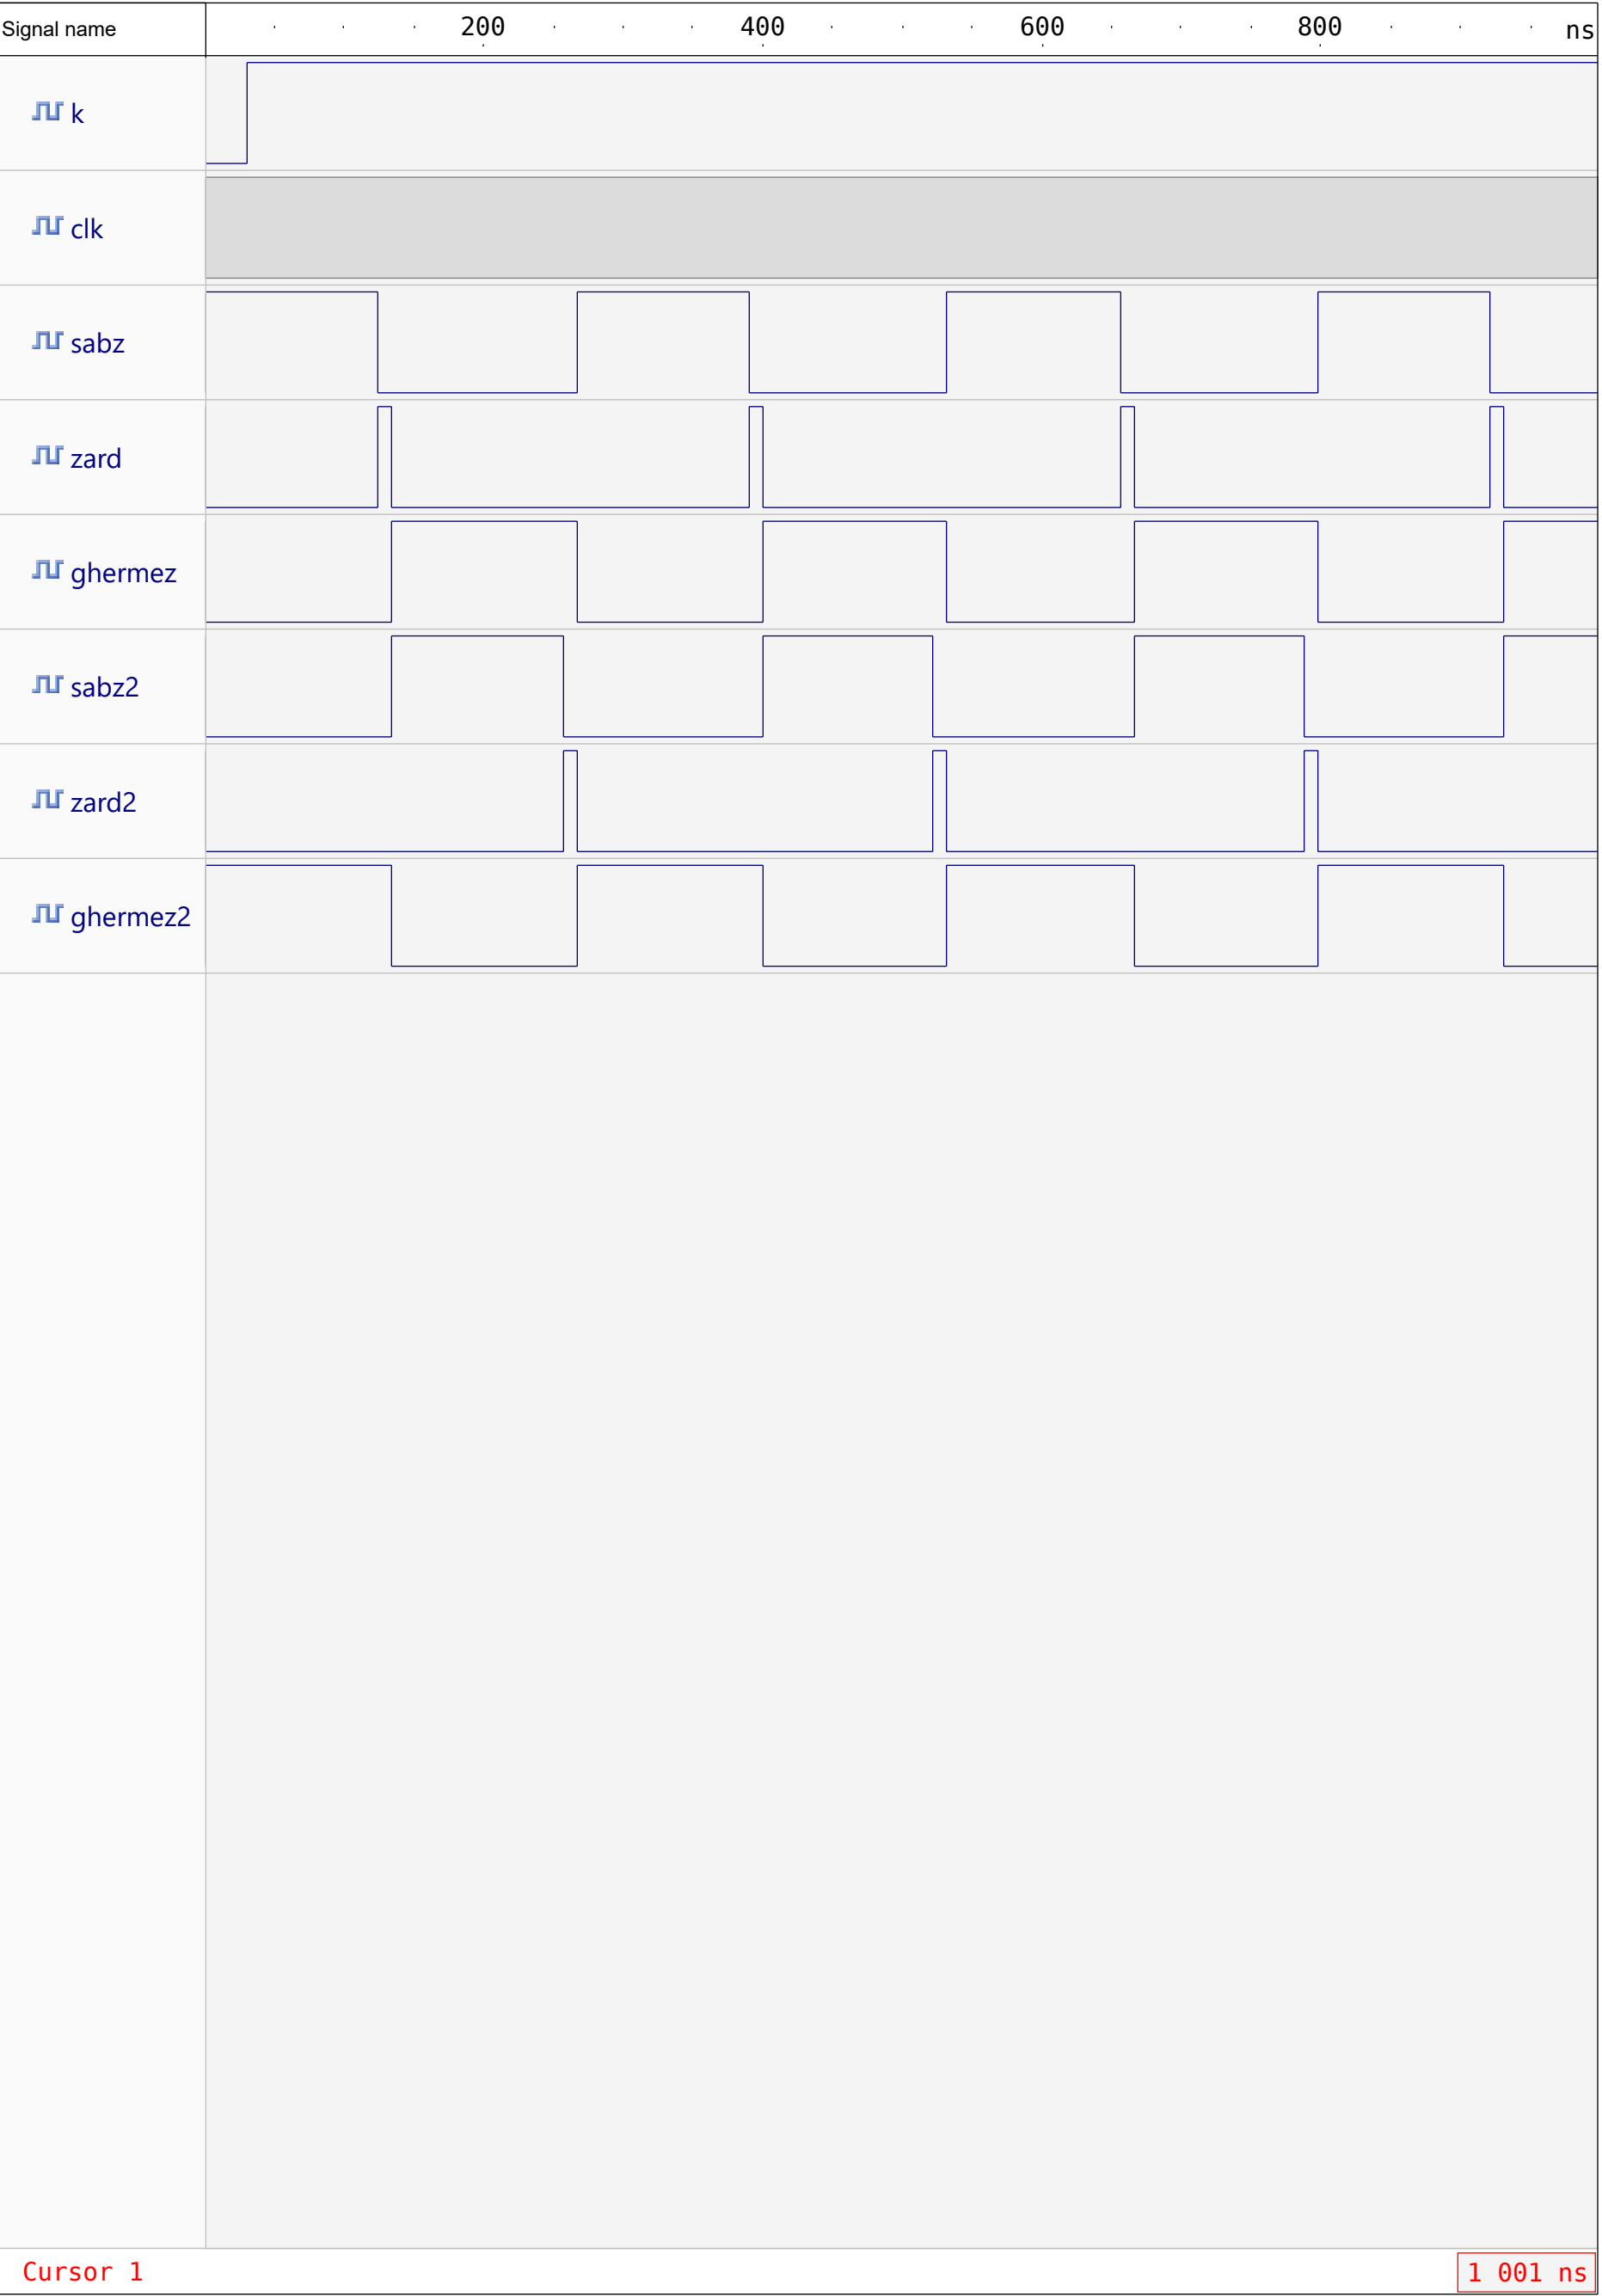 Signal name 200 400 600 800 ns
k
clk
sabz
zard
ghermez
sabz2
zard2
ghermez2
Cursor 1 1 001 ns